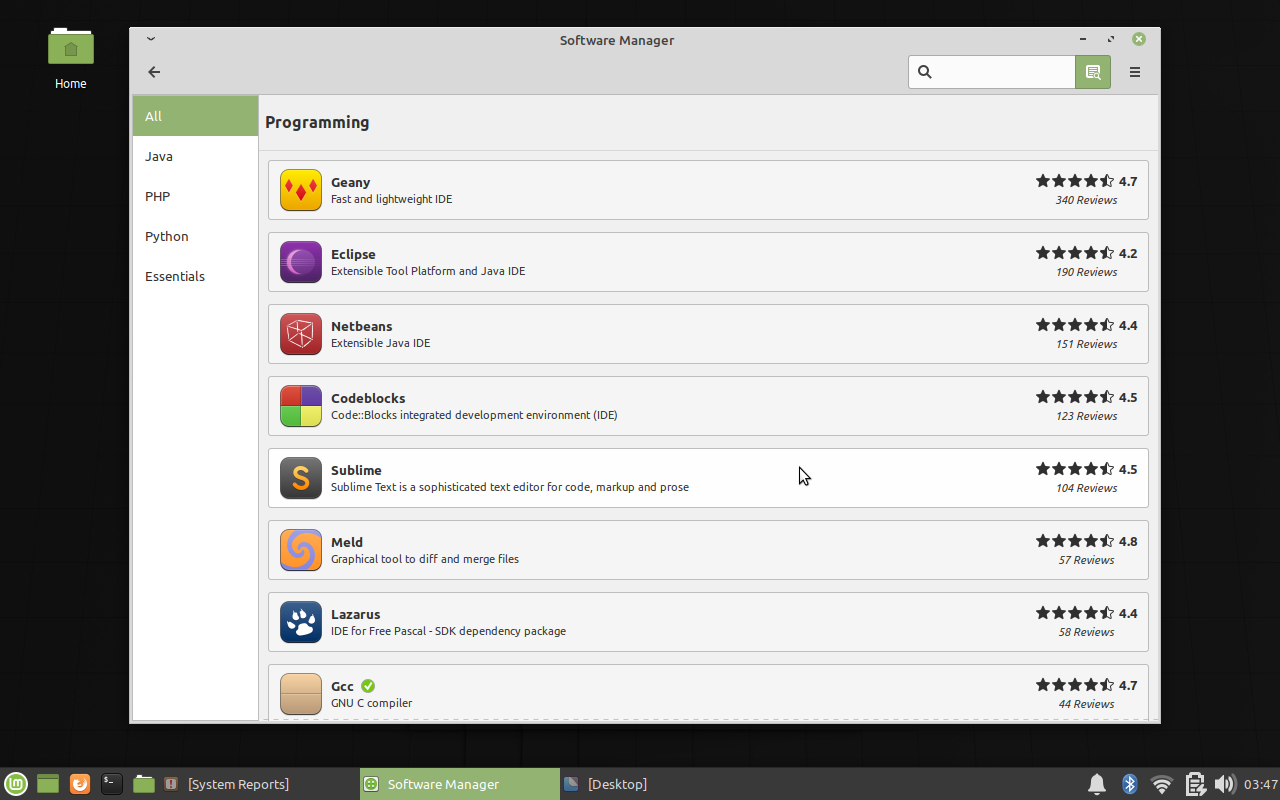 Home
Software Manager
All
Java
PHP
Python
Essentials
Programming
Geany
Fast and lightweight IDE
4.7
340 Reviews
Eclipse
Extensible Tool Platform and Java IDE
4.2
190 Reviews
Netbeans
Extensible Java IDE
4.4
151 Reviews
Codeblocks
Code::Blocks integrated development environment (IDE)
4.5
123 Reviews
S
Sublime
Sublime Text is a sophisticated text editor for code, markup and prose
4.5
104 Reviews
Meld
Graphical tool to diff and merge files
4.8
57 Reviews
Lazarus
IDE for Free Pascal - SDK dependency package
4.4
58 Reviews
Gcc
GNU C compiler
4.7
44 Reviews
[System Reports]
Software Manager
[Desktop]
03:47